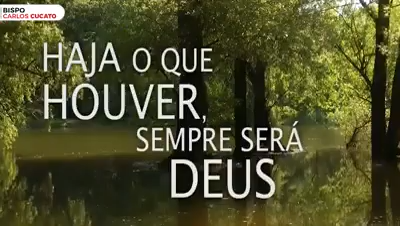 BISPO
CARLOS CUCATO
HAJA O QUE
HOUVER,
SEMPRE SERÁ
DEUS